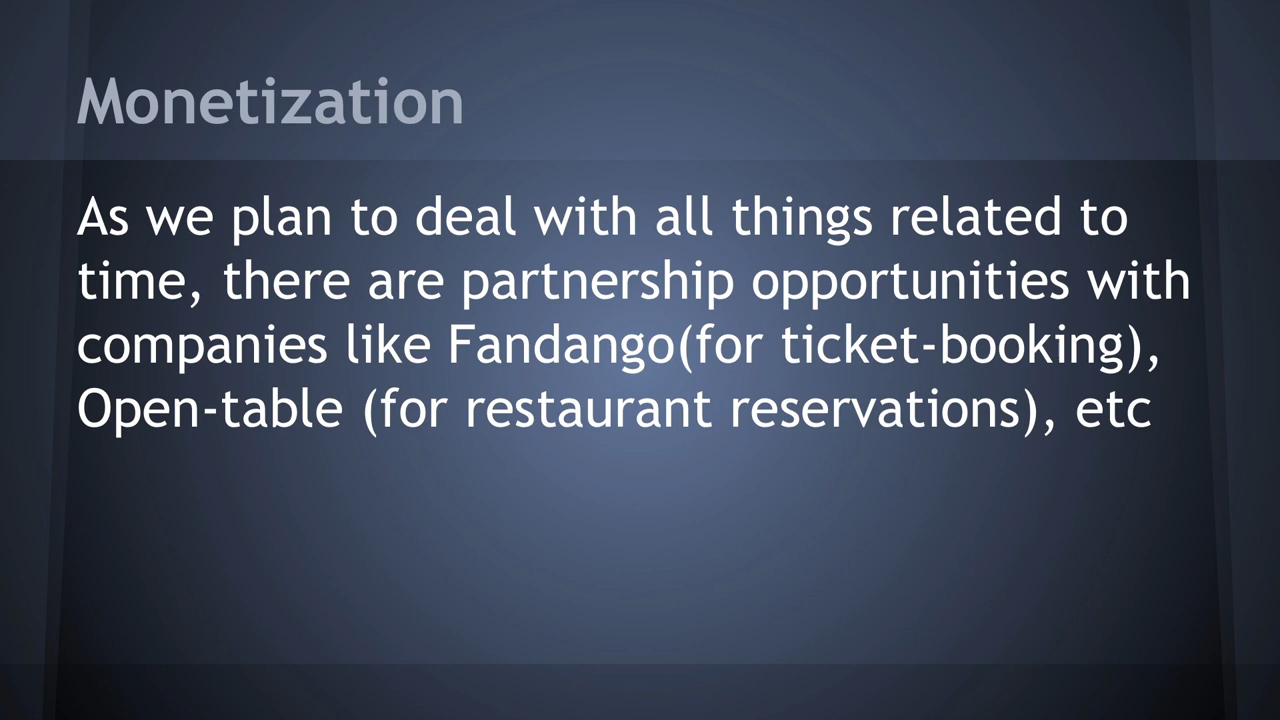 Monetization
As we plan to deal with all things related to
time, there are partnership opportunities with
companies like Fandango(for ticket-booking),
Open-table (for restaurant reservations), etc